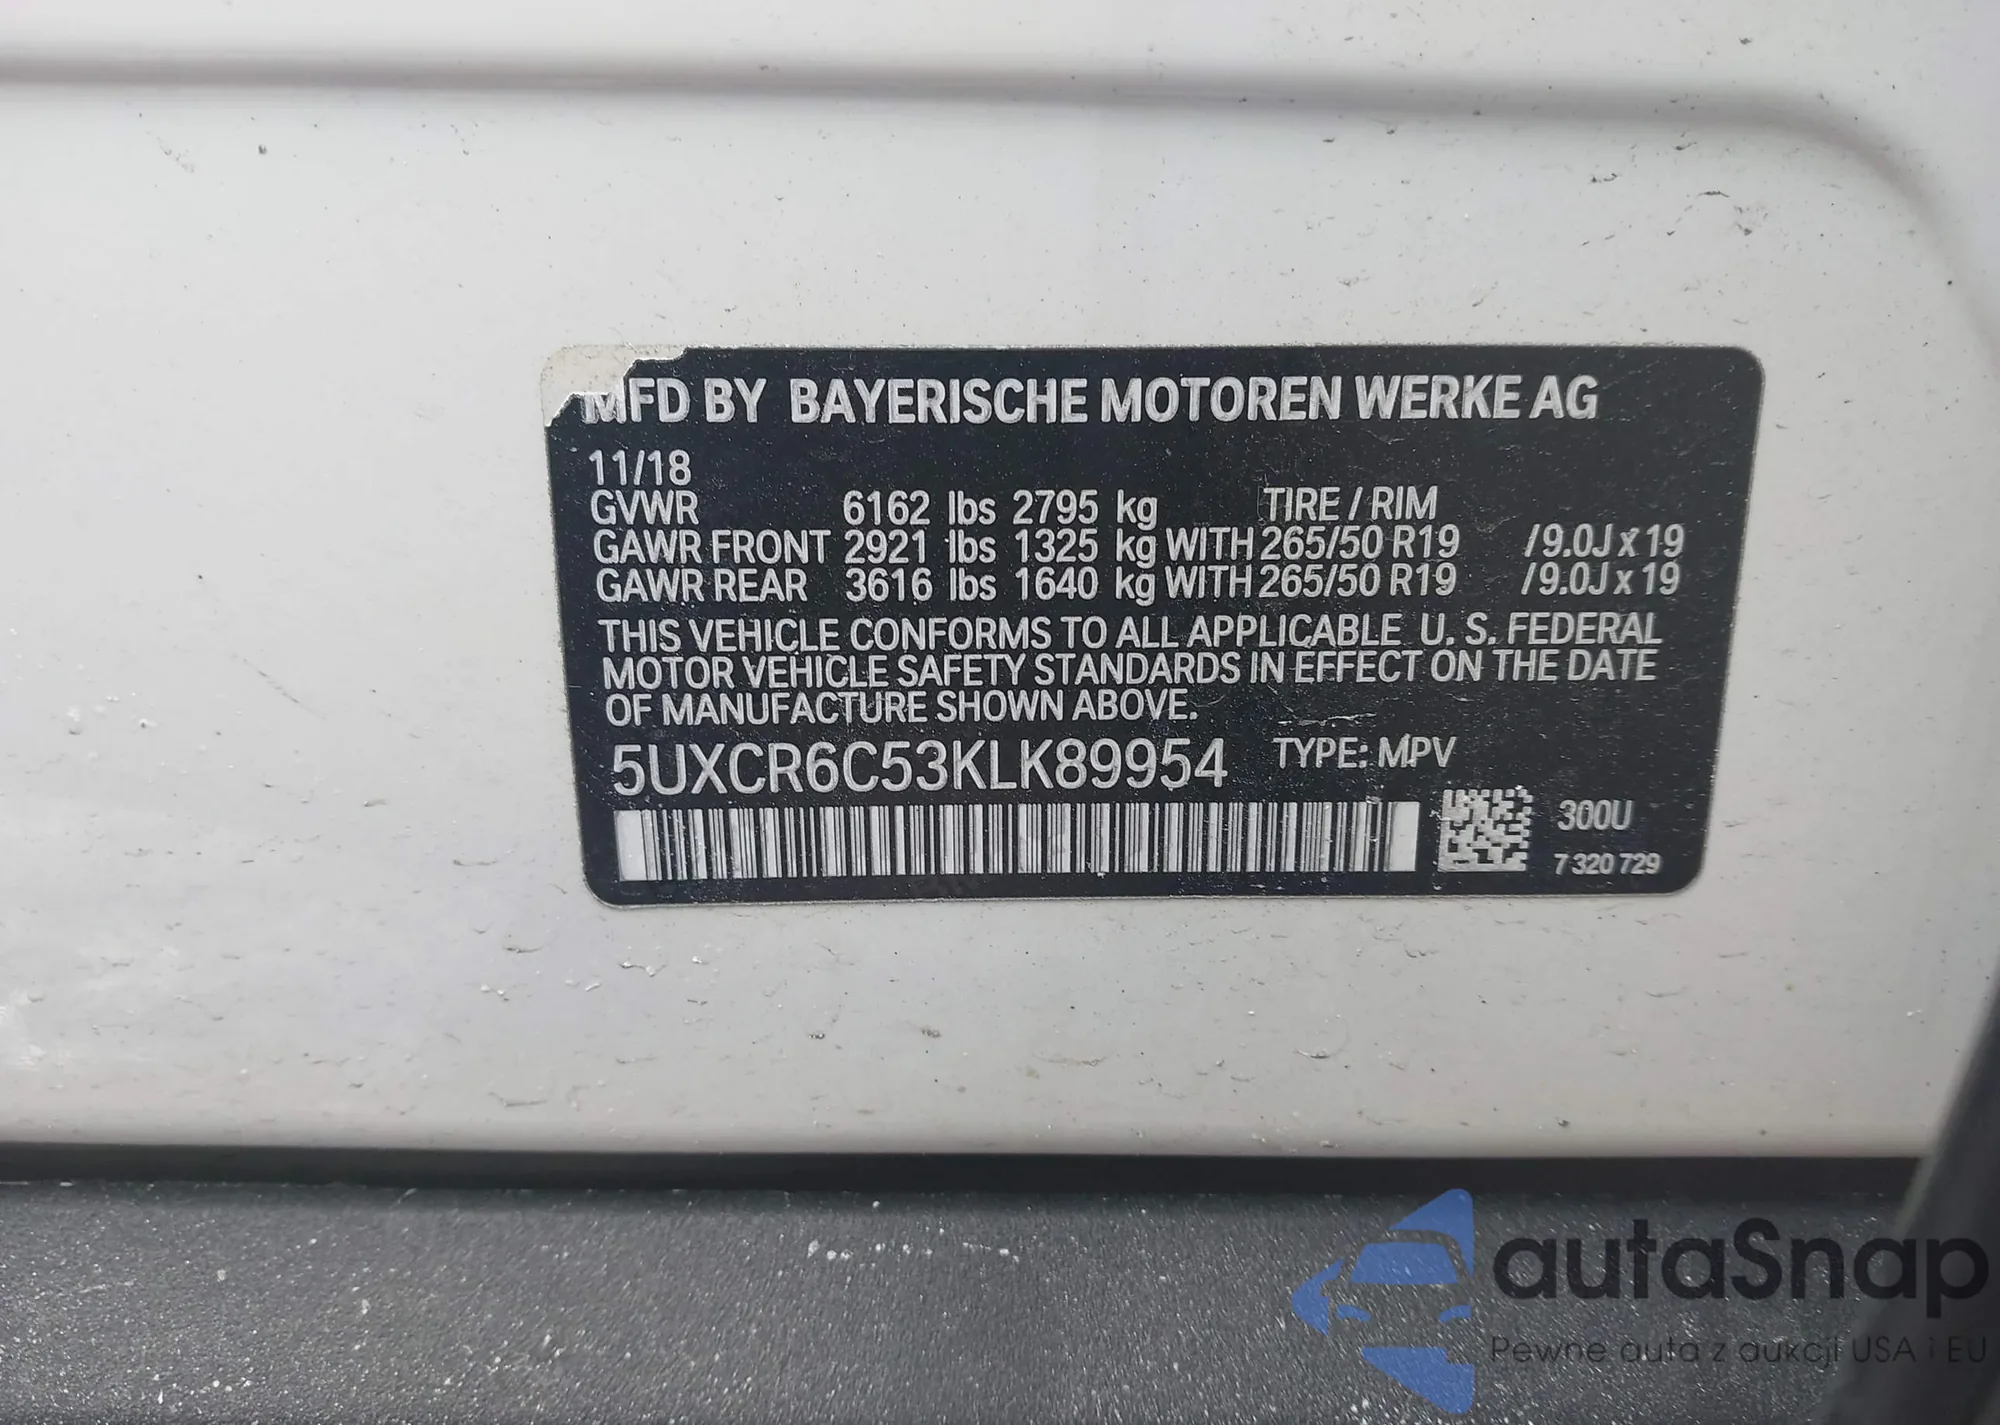 MFD BY BAYERISCHE MOTOREN WERKE AG
11/18
GVWR 6162 lbs 2795 kg TIRE / RIM
GAWR FRONT 2921 lbs 1325 kg WITH 265/50 R19 /9.0J x 19
GAWR REAR 3616 lbs 1640 kg WITH 265/50 R19 /9.0J x 19
THIS VEHICLE CONFORMS TO ALL APPLICABLE U. S. FEDERAL
MOTOR VEHICLE SAFETY STANDARDS IN EFFECT ON THE DATE
OF MANUFACTURE SHOWN ABOVE.
5UXCR6C53KLK89954 TYPE: MPV
300U
7 320 729
autaSnap
Pewne auta z aukcji USA i EU